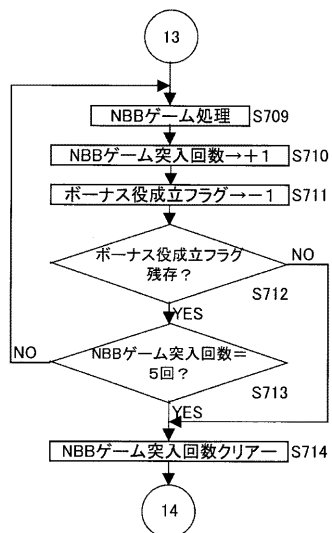 13
NBBゲーム処理 S709
NBBゲーム突入回数→+1 S710
ボーナス役成立フラグ→-1 S711
ボーナス役成立フラグ
残存?
NO
S712
YES
NO
NBBゲーム突入回数=
5回?
S713
YES
NBBゲーム突入回数クリアー S714
14